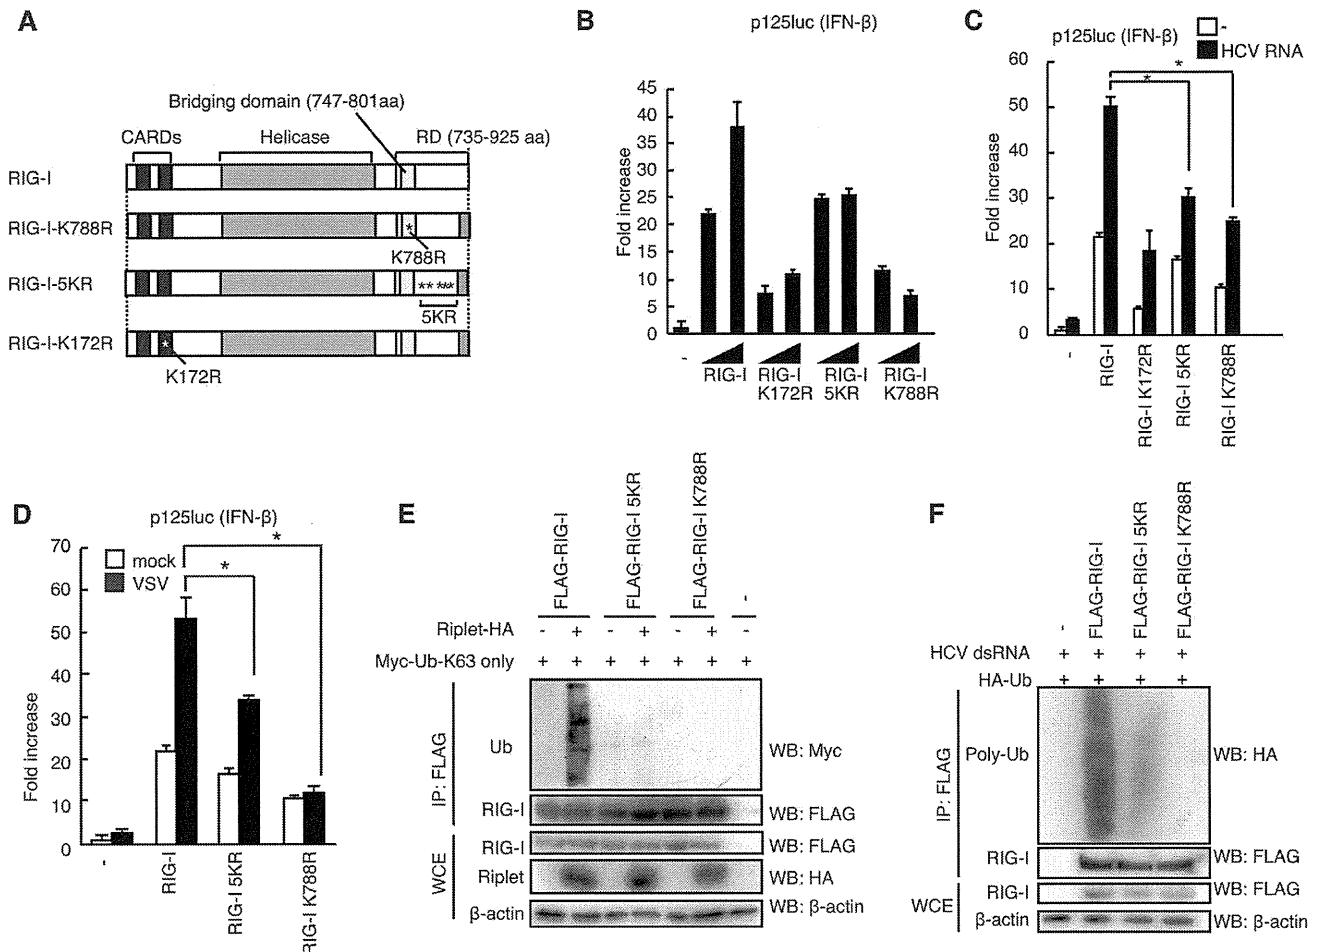 A
Bridging domain (747-801aa)
CARDs
Helicase
RD (735-925 aa)
RIG-I
RIG-I-K788R
*
K788R
RIG-I-5KR
** ***
5KR
RIG-I-K172R
*
K172R
B
p125luc (IFN-β)
Fold increase
45
40
35
30
25
20
15
10
5
0
-
RIG-I
RIG-I K172R
RIG-I 5KR
RIG-I K788R
C
p125luc (IFN-β)
-
HCV RNA
Fold increase
60
50
40
30
20
10
0
*
*
-
RIG-I
RIG-I K172R
RIG-I 5KR
RIG-I K788R
D
p125luc (IFN-β)
mock
VSV
Fold increase
70
60
50
40
30
20
10
0
*
*
-
RIG-I
RIG-I 5KR
RIG-I K788R
E
FLAG-RIG-I
FLAG-RIG-I 5KR
FLAG-RIG-I K788R
-
Riplet-HA - + - + - + -
Myc-Ub-K63 only + + + + + + +
IP: FLAG
Ub WB: Myc
RIG-I WB: FLAG
WCE
RIG-I WB: FLAG
Riplet WB: HA
β-actin WB: β-actin
F
-
FLAG-RIG-I
FLAG-RIG-I 5KR
FLAG-RIG-I K788R
HCV dsRNA + + + +
HA-Ub + + + +
IP: FLAG
Poly-Ub WB: HA
RIG-I WB: FLAG
WCE
RIG-I WB: FLAG
β-actin WB: β-actin